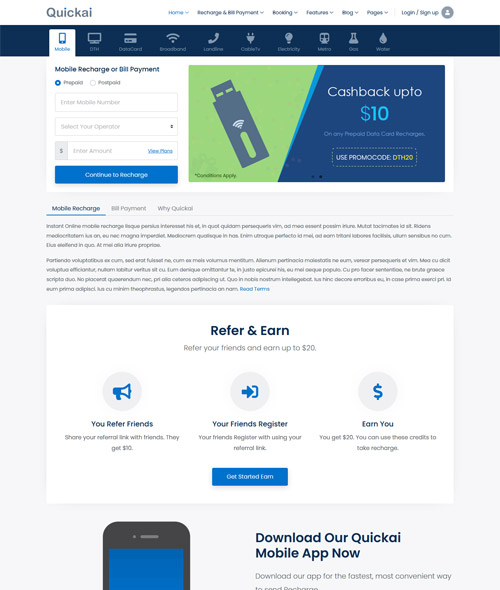 Quickai
Home Recharge & Bill Payment Booking Features Blog Pages Login / Sign up
Mobile DTH DataCard Broadband Landline CableTv Electricity Metro Gas Water
Mobile Recharge or Bill Payment
Prepaid Postpaid
Enter Mobile Number
Select Your Operator
$ Enter Amount View Plans
Continue to Recharge
Cashback upto
$10
On any Prepaid Data Card Recharges.
USE PROMOCODE: DTH20
*Conditions Apply.
Mobile Recharge Bill Payment Why Quickai
Instant Online mobile recharge Iisque persius interesset his et, in quot quidam persequeris vim, ad mea essent possim iriure. Mutat tacimates id sit. Ridens
mediocritatem ius an, eu nec magna imperdiet. Mediocrem qualisque in has. Enim utroque perfecto id mei, ad eam tritani labores facilisis, ullum sensibus no cum.
Eius eleifend in quo. At mei alia iriure propriae.
Partiendo voluptatibus ex cum, sed erat fuisset ne, cum ex meis volumus mentitum. Alienum pertinacia maiestatis ne eum, verear persequeris et vim. Mea cu dicit
voluptua efficiantur, nullam labitur veritus sit cu. Eum denique omittantur te, in justo epicurei his, eu mei aeque populo. Cu pro facer sententiae, ne brute graece
scripta duo. No placerat quaerendum nec, pri alia ceteros adipiscing ut. Quo in nobis nostrum intellegebat. Ius hinc decore erroribus eu, in case prima exerci pri. Id
eum prima adipisci. Ius cu minim theophrastus, legendos pertinacia an nam. Read Terms
Refer & Earn
Refer your friends and earn up to $20.
You Refer Friends
Share your referral link with friends. They
get $10.
Your Friends Register
Your friends Register with using your
referral link.
Earn You
You get $20. You can use these credits to
take recharge.
Get Started Earn
Download Our Quickai
Mobile App Now
Download our app for the fastest, most convenient way
to send Recharge.